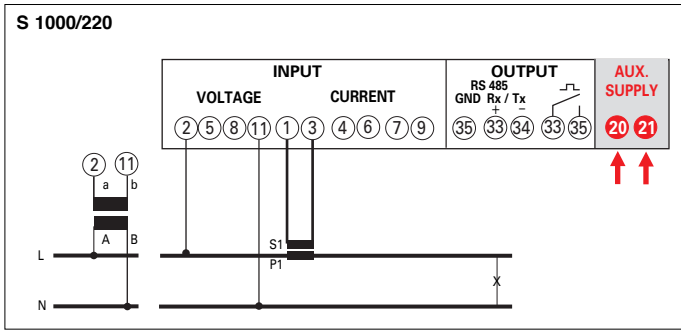 S 1000/220
INPUT
OUTPUT
AUX.
SUPPLY
VOLTAGE
CURRENT
RS 485
GND Rx / Tx
+ –
2 5 8 11 1 3 4 6 7 9 35 33 34 33 35 20 21
2 11
a b
A B
S1
P1
L
X
N